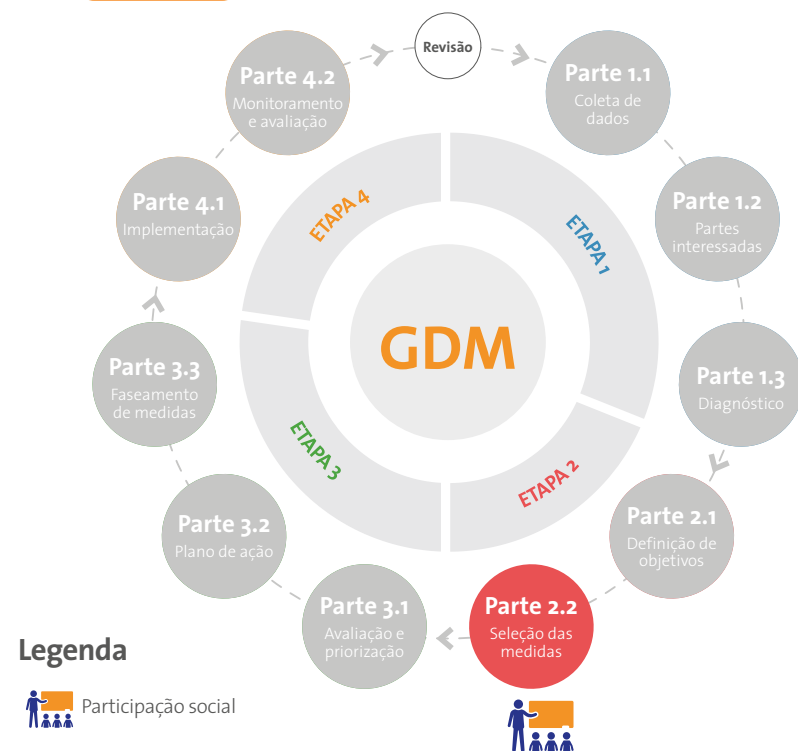 Revisão
Parte 1.1
Coleta de
dados
Parte 1.2
Partes
interessadas
Parte 1.3
Diagnóstico
Parte 2.1
Definição de
objetivos
Parte 2.2
Seleção das
medidas
Parte 3.1
Avaliação e
priorização
Parte 3.2
Plano de ação
Parte 3.3
Faseamento
de medidas
Parte 4.1
Implementação
Parte 4.2
Monitoramento
e avaliação
ETAPA 1
ETAPA 2
ETAPA 3
ETAPA 4
GDM
Legenda
Participação social